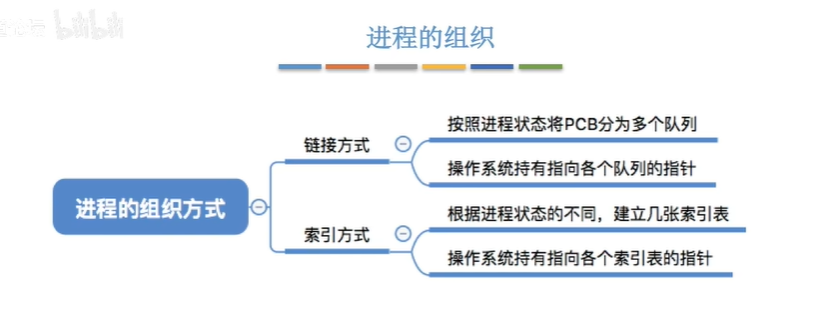 bilibili
进程的组织
按照进程状态将PCB分为多个队列
链接方式
操作系统持有指向各个队列的指针
进程的组织方式
根据进程状态的不同，建立几张索引表
索引方式
操作系统持有指向各个索引表的指针